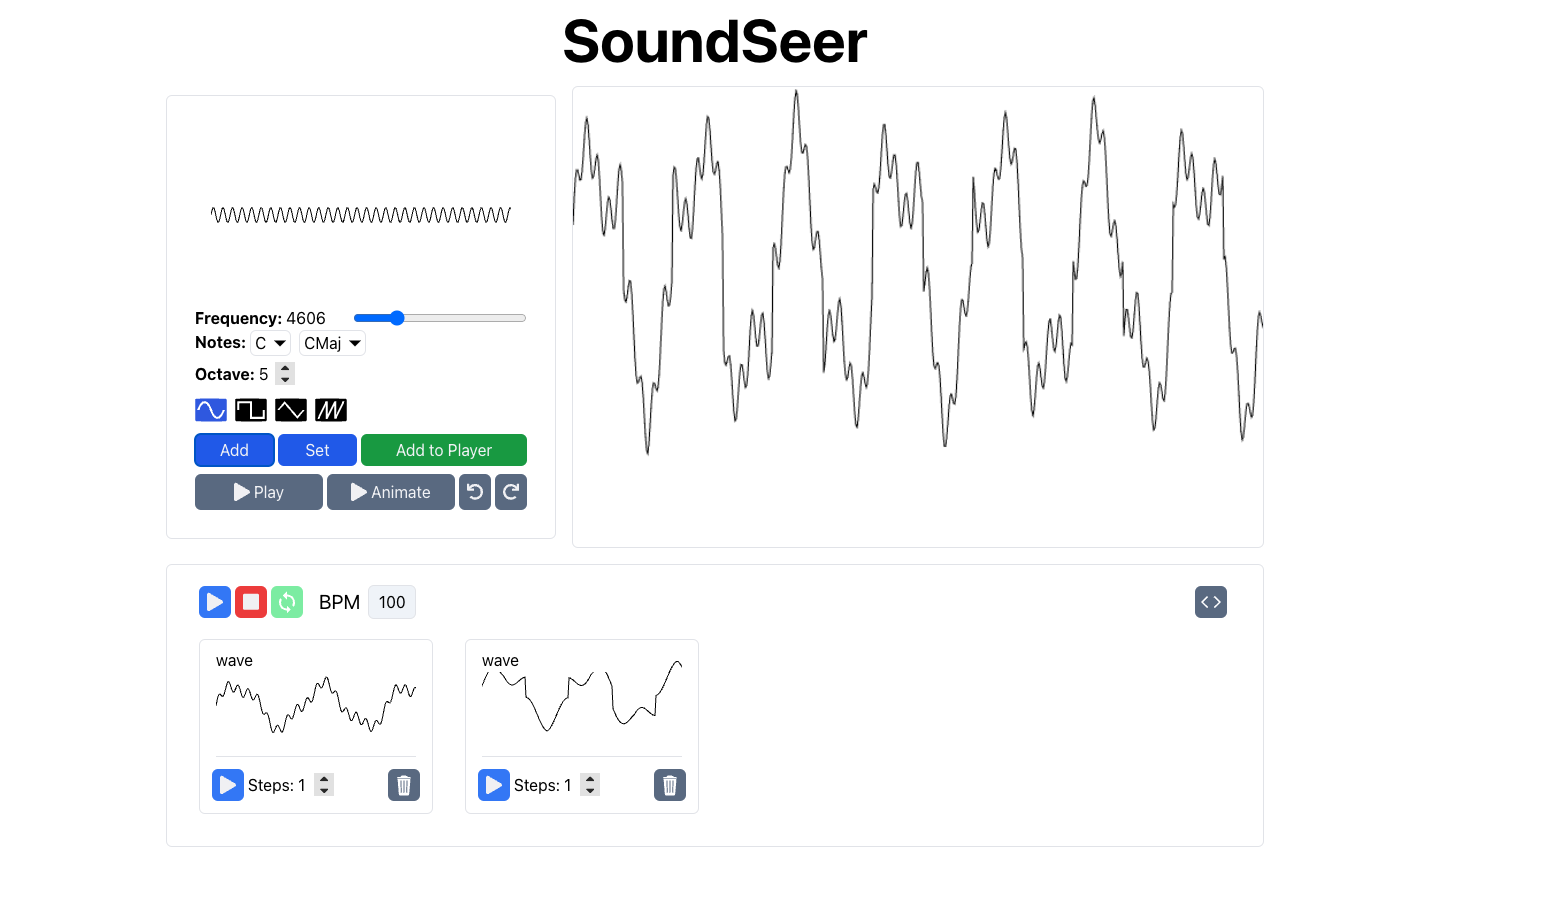 SoundSeer
Frequency: 4606
Notes: C CMaj
Octave: 5
Add Set Add to Player
Play Animate
BPM 100
wave
Steps: 1
wave
Steps: 1